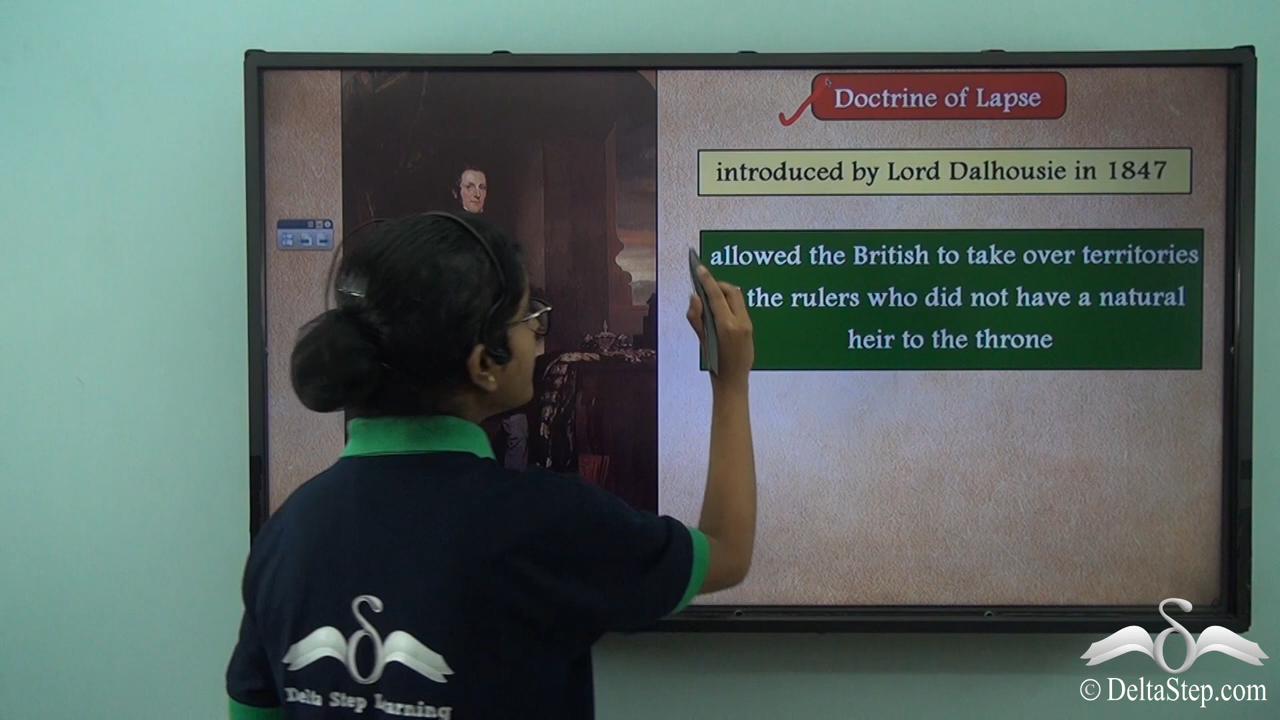 Doctrine of Lapse
introduced by Lord Dalhousie in 1847
allowed the British to take over territories
the rulers who did not have a natural
heir to the throne
Delta Step Learning
© DeltaStep.com